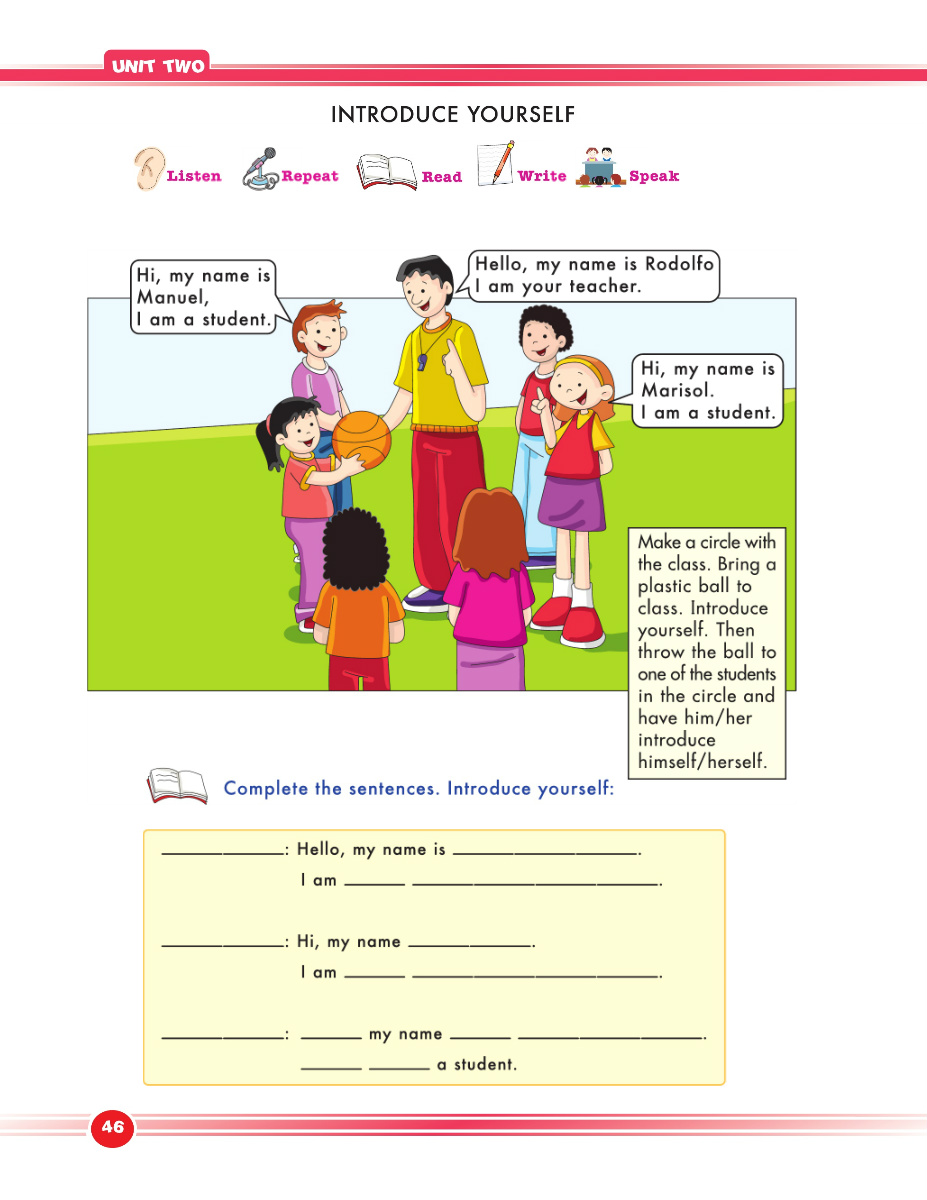 UNIT TWO
INTRODUCE YOURSELF
Listen
Repeat
Read
Write
Speak
Hi, my name is
Manuel,
I am a student.
Hello, my name is Rodolfo
I am your teacher.
Hi, my name is
Marisol.
I am a student.
Make a circle with
the class. Bring a
plastic ball to
class. Introduce
yourself. Then
throw the ball to
one of the students
in the circle and
have him/her
introduce
himself/herself.
Complete the sentences. Introduce yourself:
__________: Hello, my name is _______________.
I am _____ ____________________.
__________: Hi, my name __________.
I am _____ ____________________.
__________: _____ my name _____ _______________.
_____ _____ a student.
46